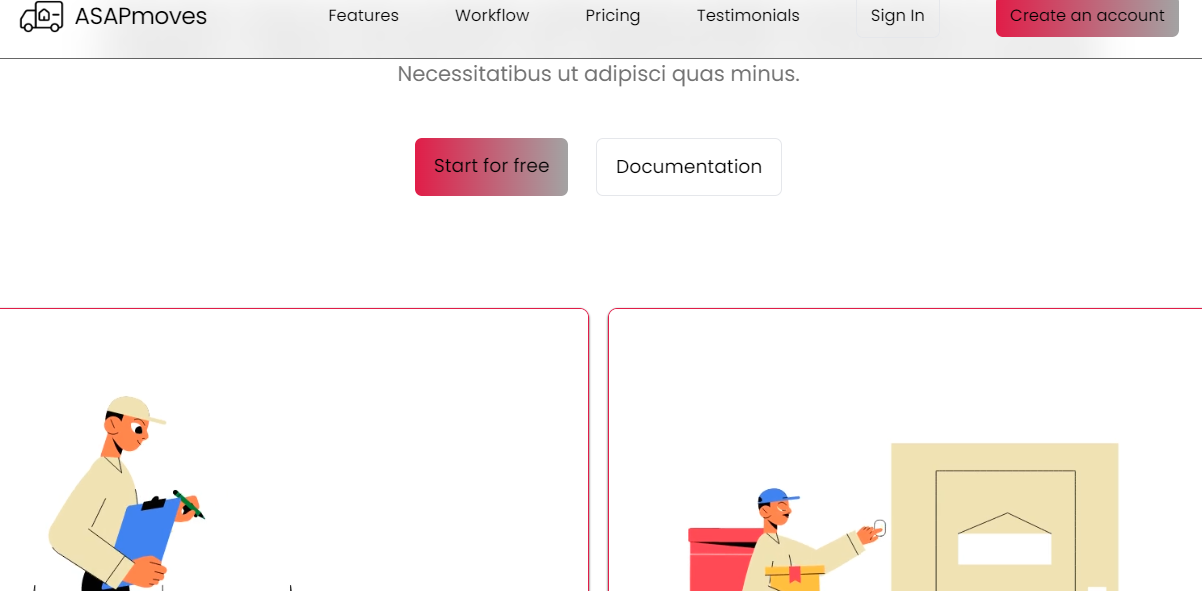 ASAPmoves
Features
Workflow
Pricing
Testimonials
Sign In
Create an account
Necessitatibus ut adipisci quas minus.
Start for free
Documentation